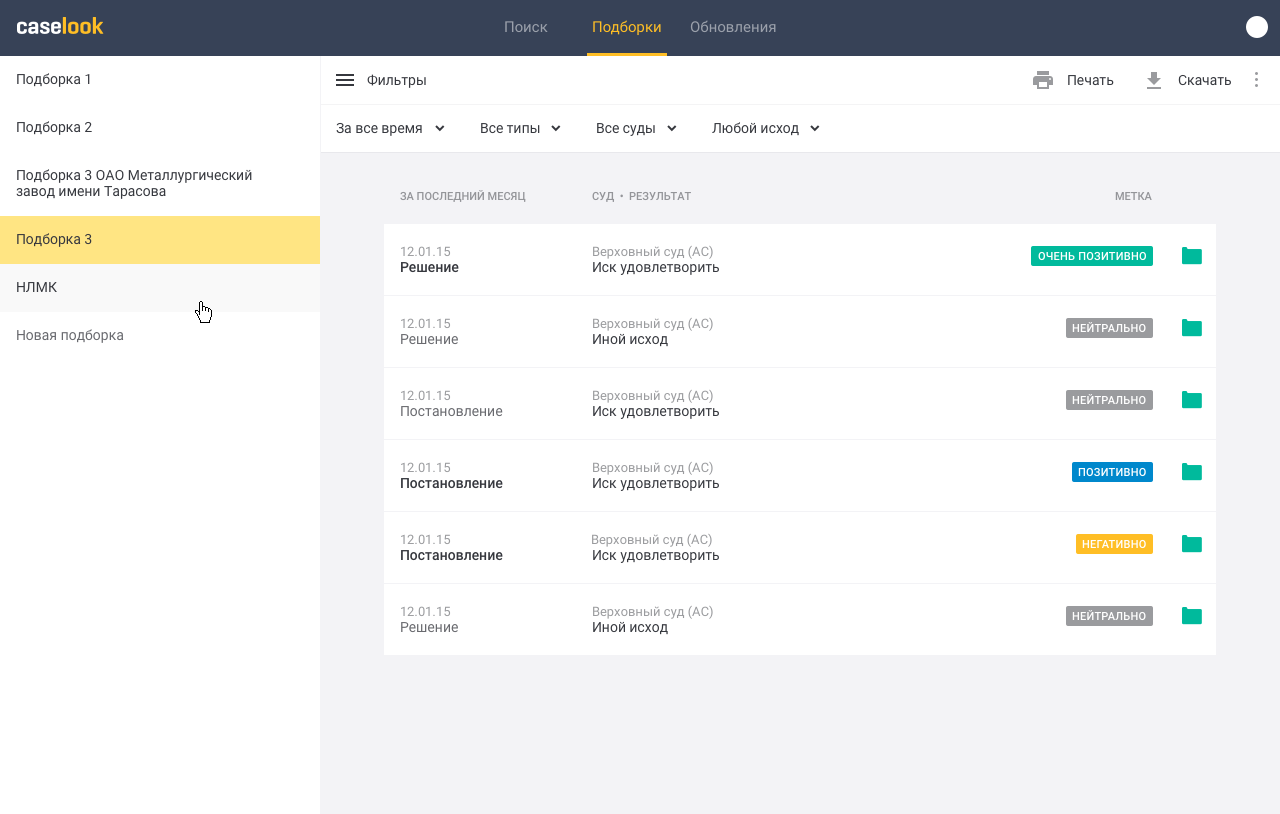 caselook
Поиск
Подборки
Обновления
Подборка 1
Подборка 2
Подборка 3 ОАО Металлургический
завод имени Тарасова
Подборка 3
НЛМК
Новая подборка
Фильтры
Печать
Скачать
За все время
Все типы
Все суды
Любой исход
ЗА ПОСЛЕДНИЙ МЕСЯЦ
СУД • РЕЗУЛЬТАТ
МЕТКА
12.01.15
Решение
Верховный суд (АС)
Иск удовлетворить
ОЧЕНЬ ПОЗИТИВНО
12.01.15
Решение
Верховный суд (АС)
Иной исход
НЕЙТРАЛЬНО
12.01.15
Постановление
Верховный суд (АС)
Иск удовлетворить
НЕЙТРАЛЬНО
12.01.15
Постановление
Верховный суд (АС)
Иск удовлетворить
ПОЗИТИВНО
12.01.15
Постановление
Верховный суд (АС)
Иск удовлетворить
НЕГАТИВНО
12.01.15
Решение
Верховный суд (АС)
Иной исход
НЕЙТРАЛЬНО